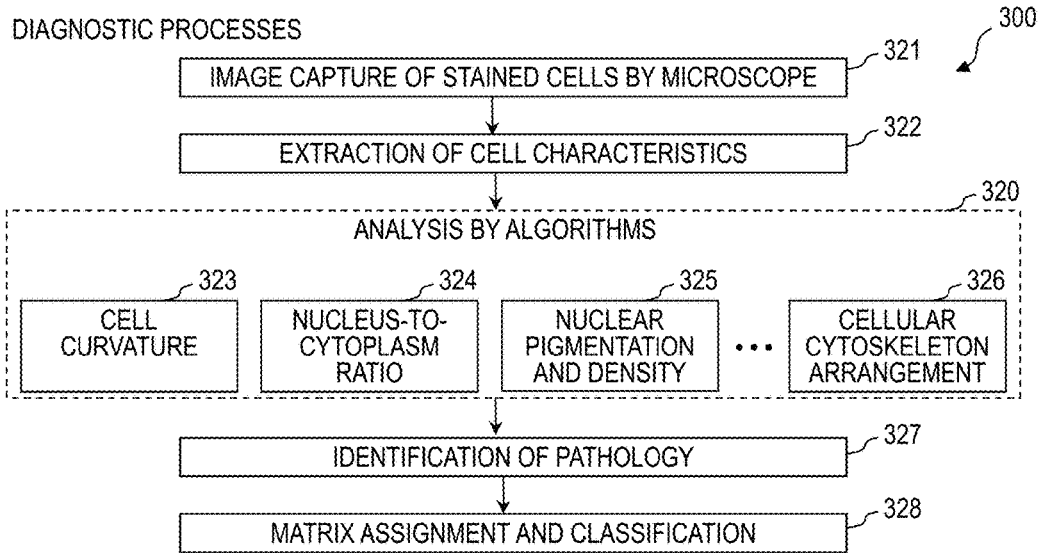 DIAGNOSTIC PROCESSES
300
321
IMAGE CAPTURE OF STAINED CELLS BY MICROSCOPE
322
EXTRACTION OF CELL CHARACTERISTICS
320
ANALYSIS BY ALGORITHMS
323
CELL
CURVATURE
324
NUCLEUS-TO-
CYTOPLASM
RATIO
325
NUCLEAR
PIGMENTATION
AND DENSITY
•••
326
CELLULAR
CYTOSKELETON
ARRANGEMENT
327
IDENTIFICATION OF PATHOLOGY
328
MATRIX ASSIGNMENT AND CLASSIFICATION